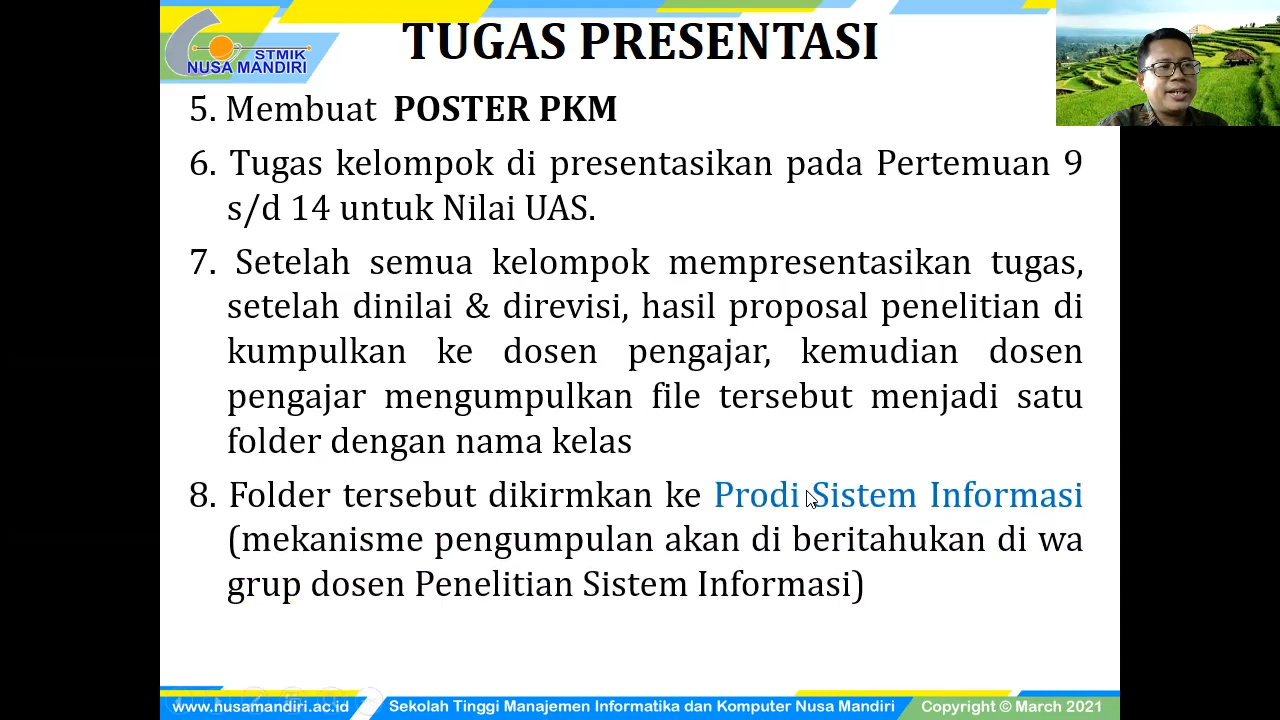 TUGAS PRESENTASI
STMIK
NUSA MANDIRI
5. Membuat POSTER PKM
6. Tugas kelompok di presentasikan pada Pertemuan 9
s/d 14 untuk Nilai UAS.
7. Setelah semua kelompok mempresentasikan tugas,
setelah dinilai & direvisi, hasil proposal penelitian di
kumpulkan ke dosen pengajar, kemudian dosen
pengajar mengumpulkan file tersebut menjadi satu
folder dengan nama kelas
8. Folder tersebut dikirmkan ke Prodi Sistem Informasi
(mekanisme pengumpulan akan di beritahukan di wa
grup dosen Penelitian Sistem Informasi)
www.nusamandiri.ac.id Sekolah Tinggi Manajemen Informatika dan Komputer Nusa Mandiri Copyright © March 2021